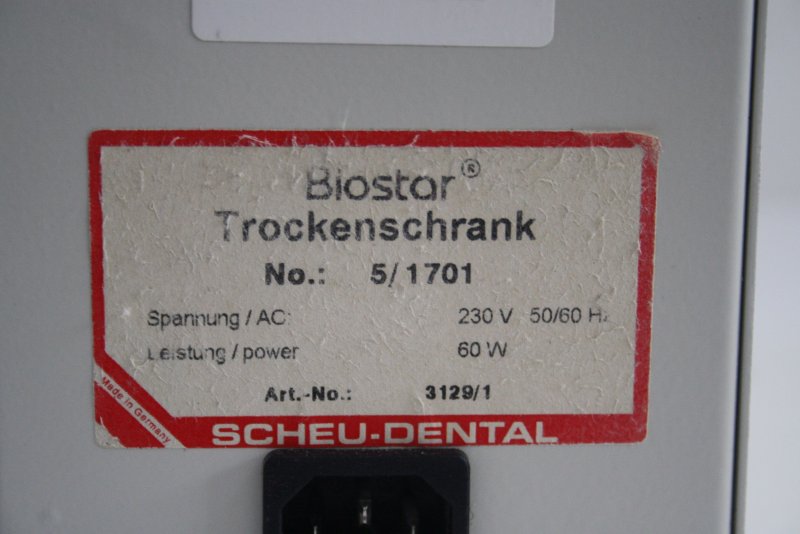 Biostar®
Trockenschrank
No.: 5/1701
Spannung / AC: 230 V 50/60 Hz
Leistung / power 60 W
Art.-No.: 3129/1
Made in Germany
SCHEU-DENTAL